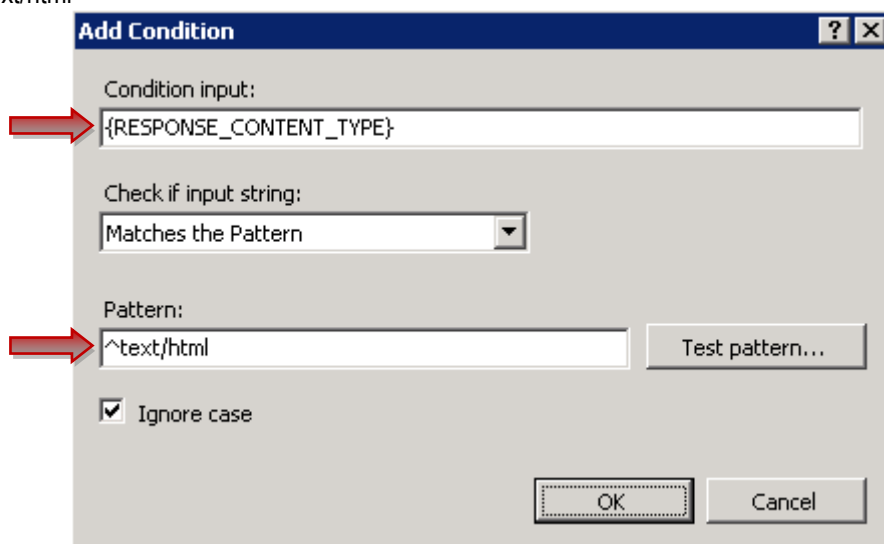 Add Condition
Condition input:
{RESPONSE_CONTENT_TYPE}
Check if input string:
Matches the Pattern
Pattern:
^text/html
Test pattern...
Ignore case
OK Cancel